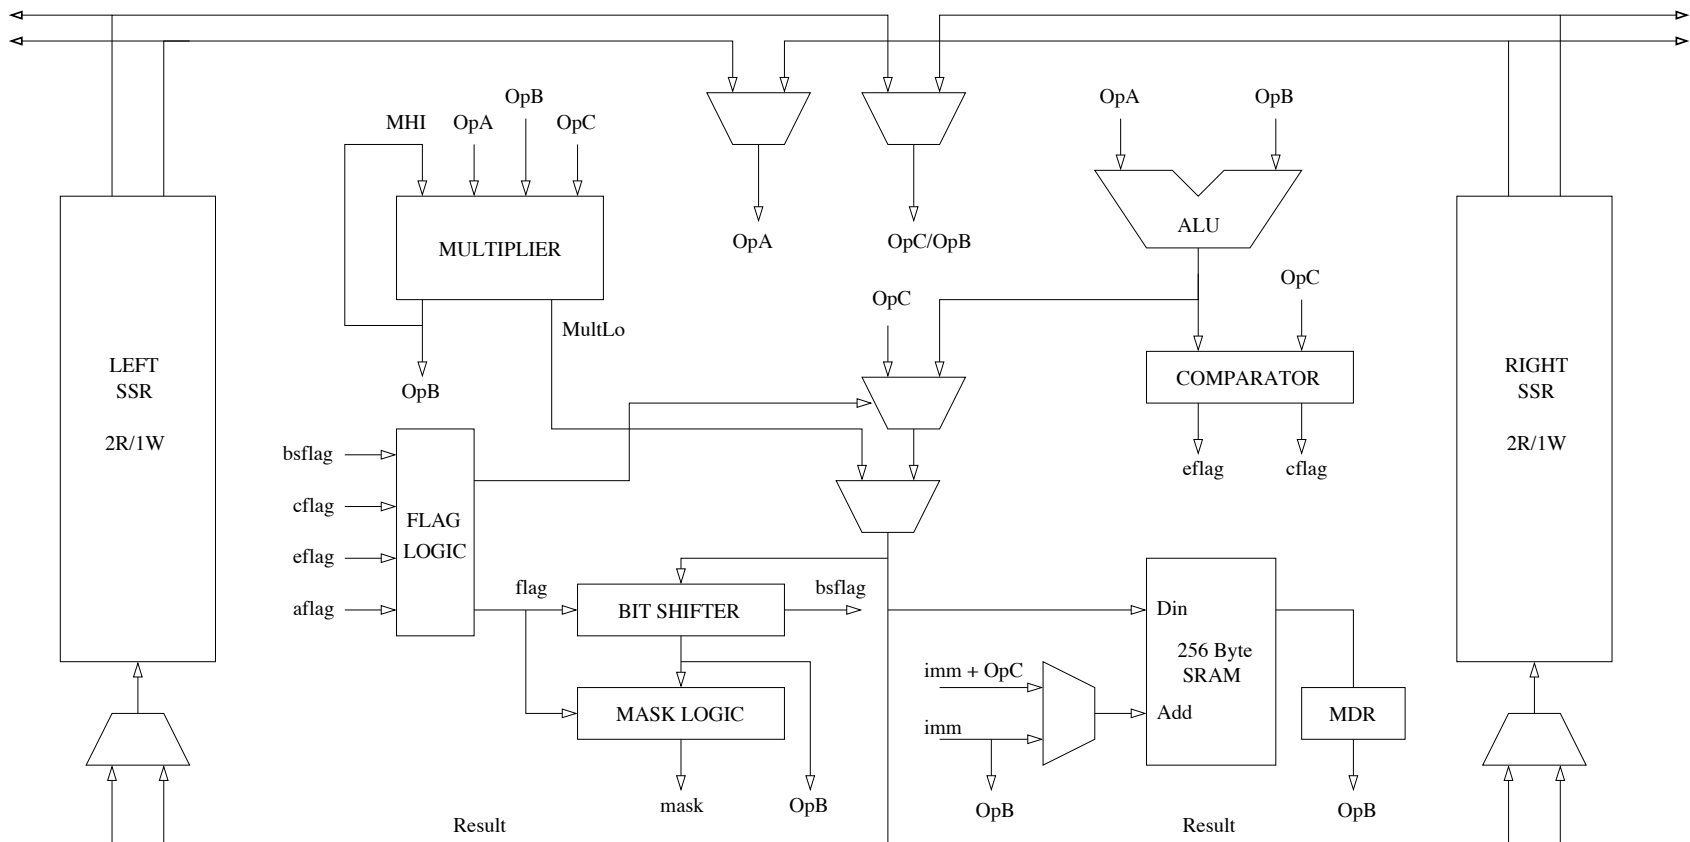 OpB
OpA
OpB
MHI
OpA
OpC
ALU
MULTIPLIER
OpA
OpC/OpB
OpC
OpC
MultLo
LEFT
SSR
2R/1W
RIGHT
SSR
2R/1W
COMPARATOR
OpB
bsflag
cflag
eflag
aflag
FLAG
LOGIC
eflag
cflag
flag
BIT SHIFTER
bsflag
Din
256 Byte
SRAM
Add
imm + OpC
imm
MASK LOGIC
MDR
mask
OpB
OpB
OpB
Result
Result